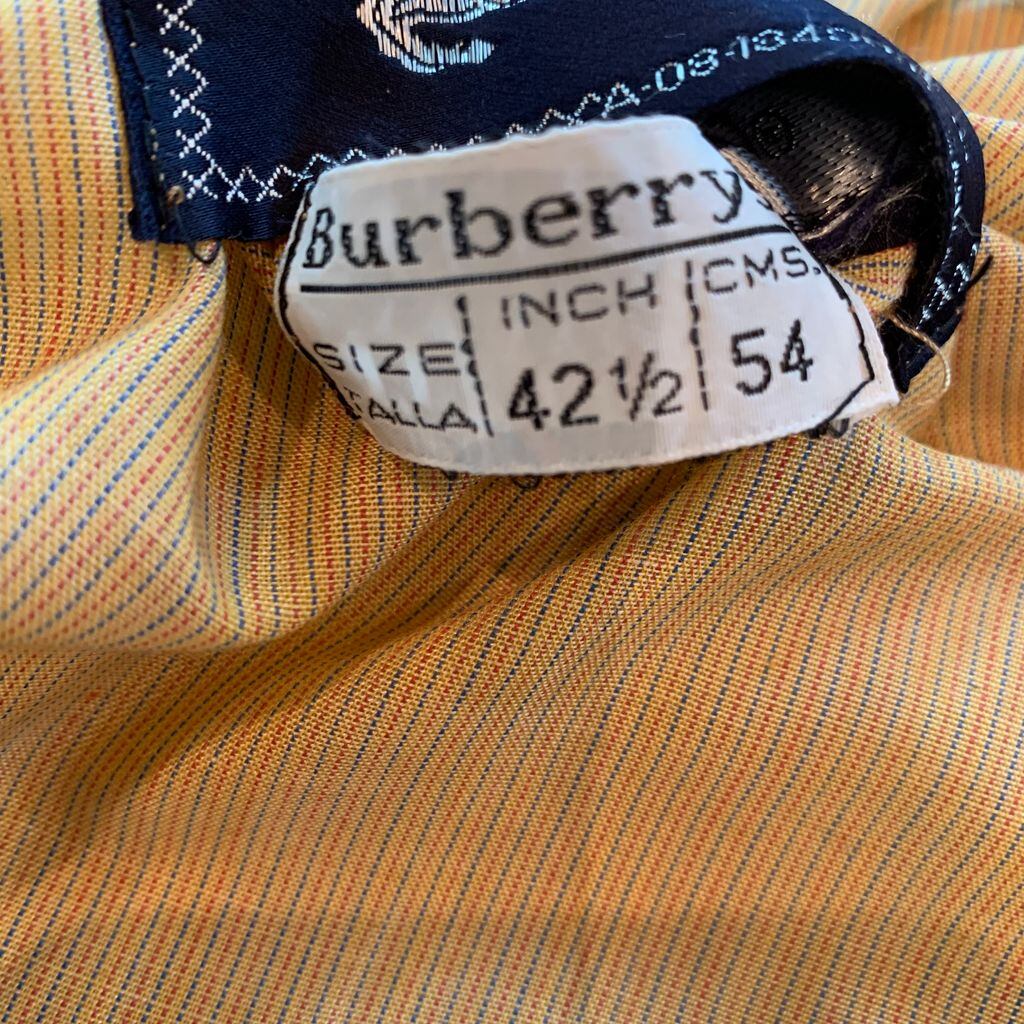 Burberrys
INCH CMS.
SIZE 42½ 54
TALLA